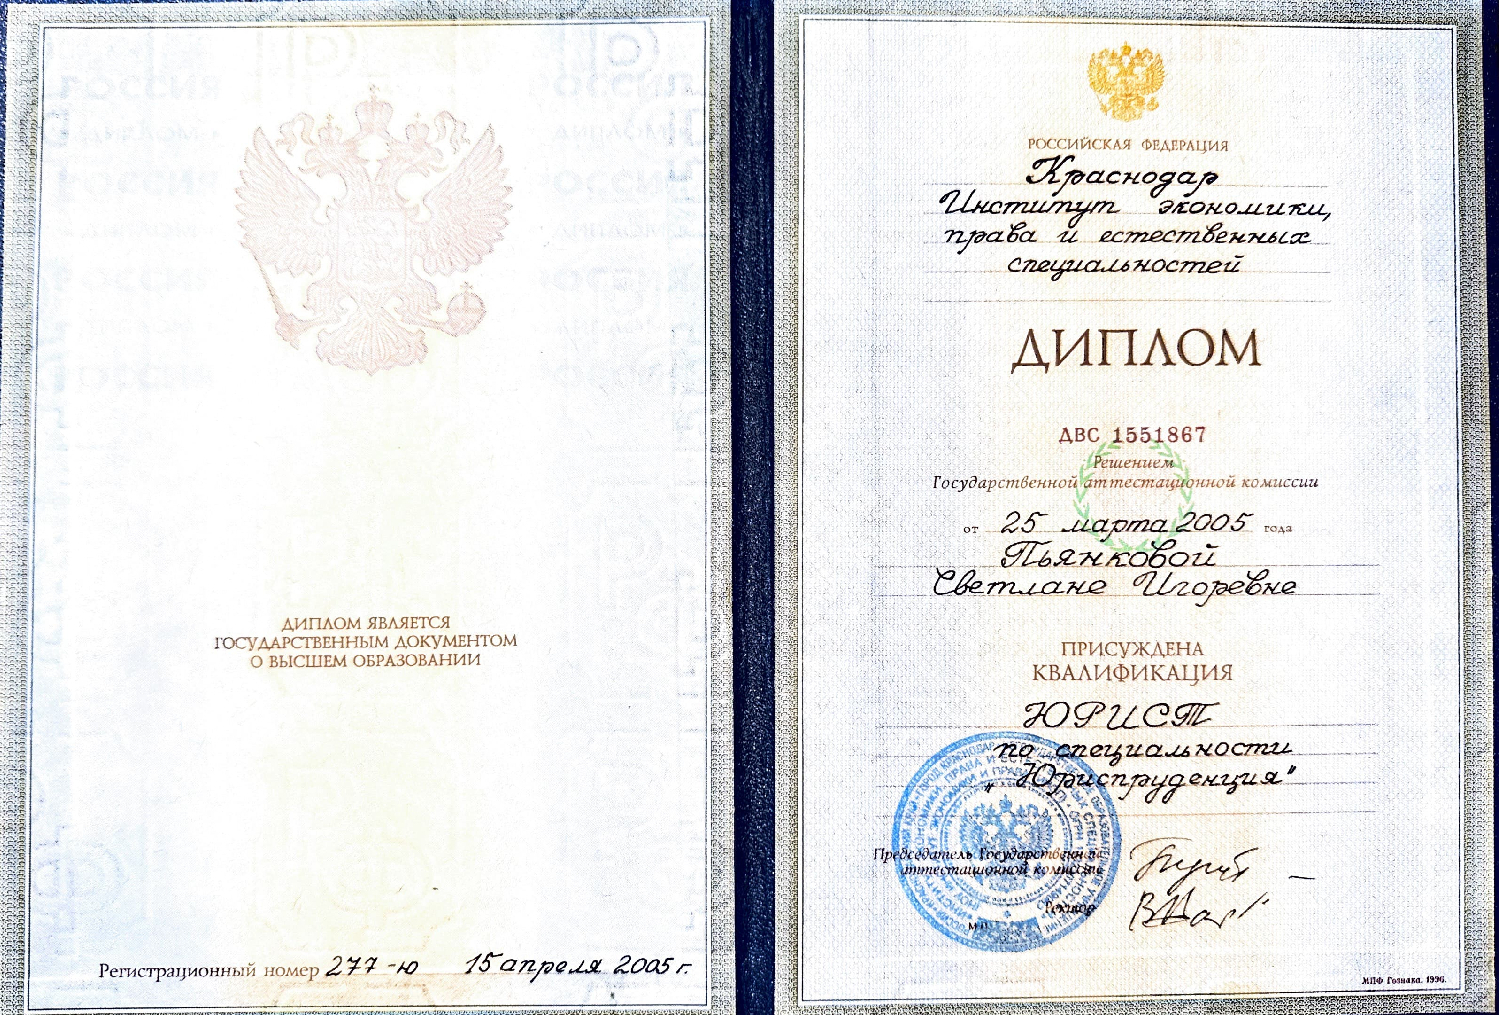 ДИПЛОМ ЯВЛЯЕТСЯ
ГОСУДАРСТВЕННЫМ ДОКУМЕНТОМ
О ВЫСШЕМ ОБРАЗОВАНИИ
Регистрационный номер 277-ю 15 апреля 2005 г.
РОССИЙСКАЯ ФЕДЕРАЦИЯ
Краснодар
Институт экономики,
права и естественных
специальностей
ДИПЛОМ
ДВС 1551867
Решением
Государственной аттестационной комиссии
от 25 марта 2005 года
Пьянковой
Светлане Игоревне
ПРИСУЖДЕНА
КВАЛИФИКАЦИЯ
ЮРИСТ
по специальности
„Юриспруденция"
Председатель Государственной
аттестационной комиссии
Ректор
М.П.
МПФ Гознака. 1996.